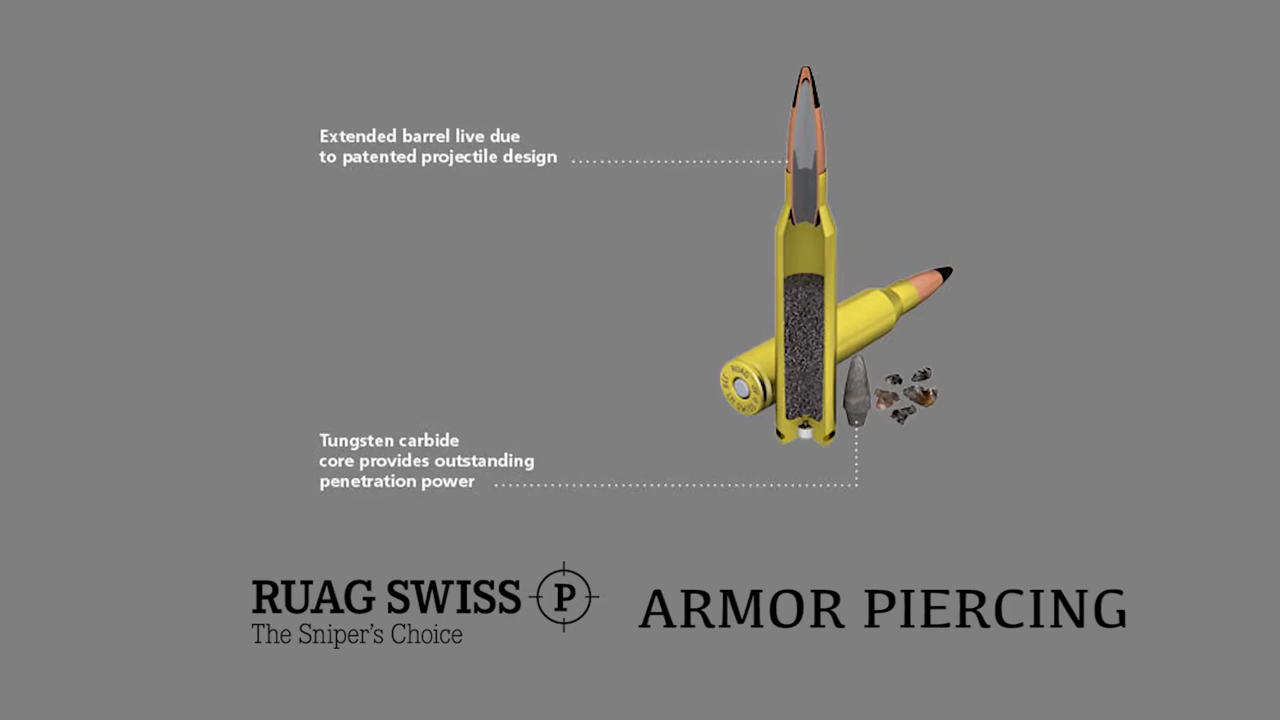 Extended barrel live due
to patented projectile design
Tungsten carbide
core provides outstanding
penetration power
RUAG SWISS P
The Sniper's Choice
ARMOR PIERCING
RUAG